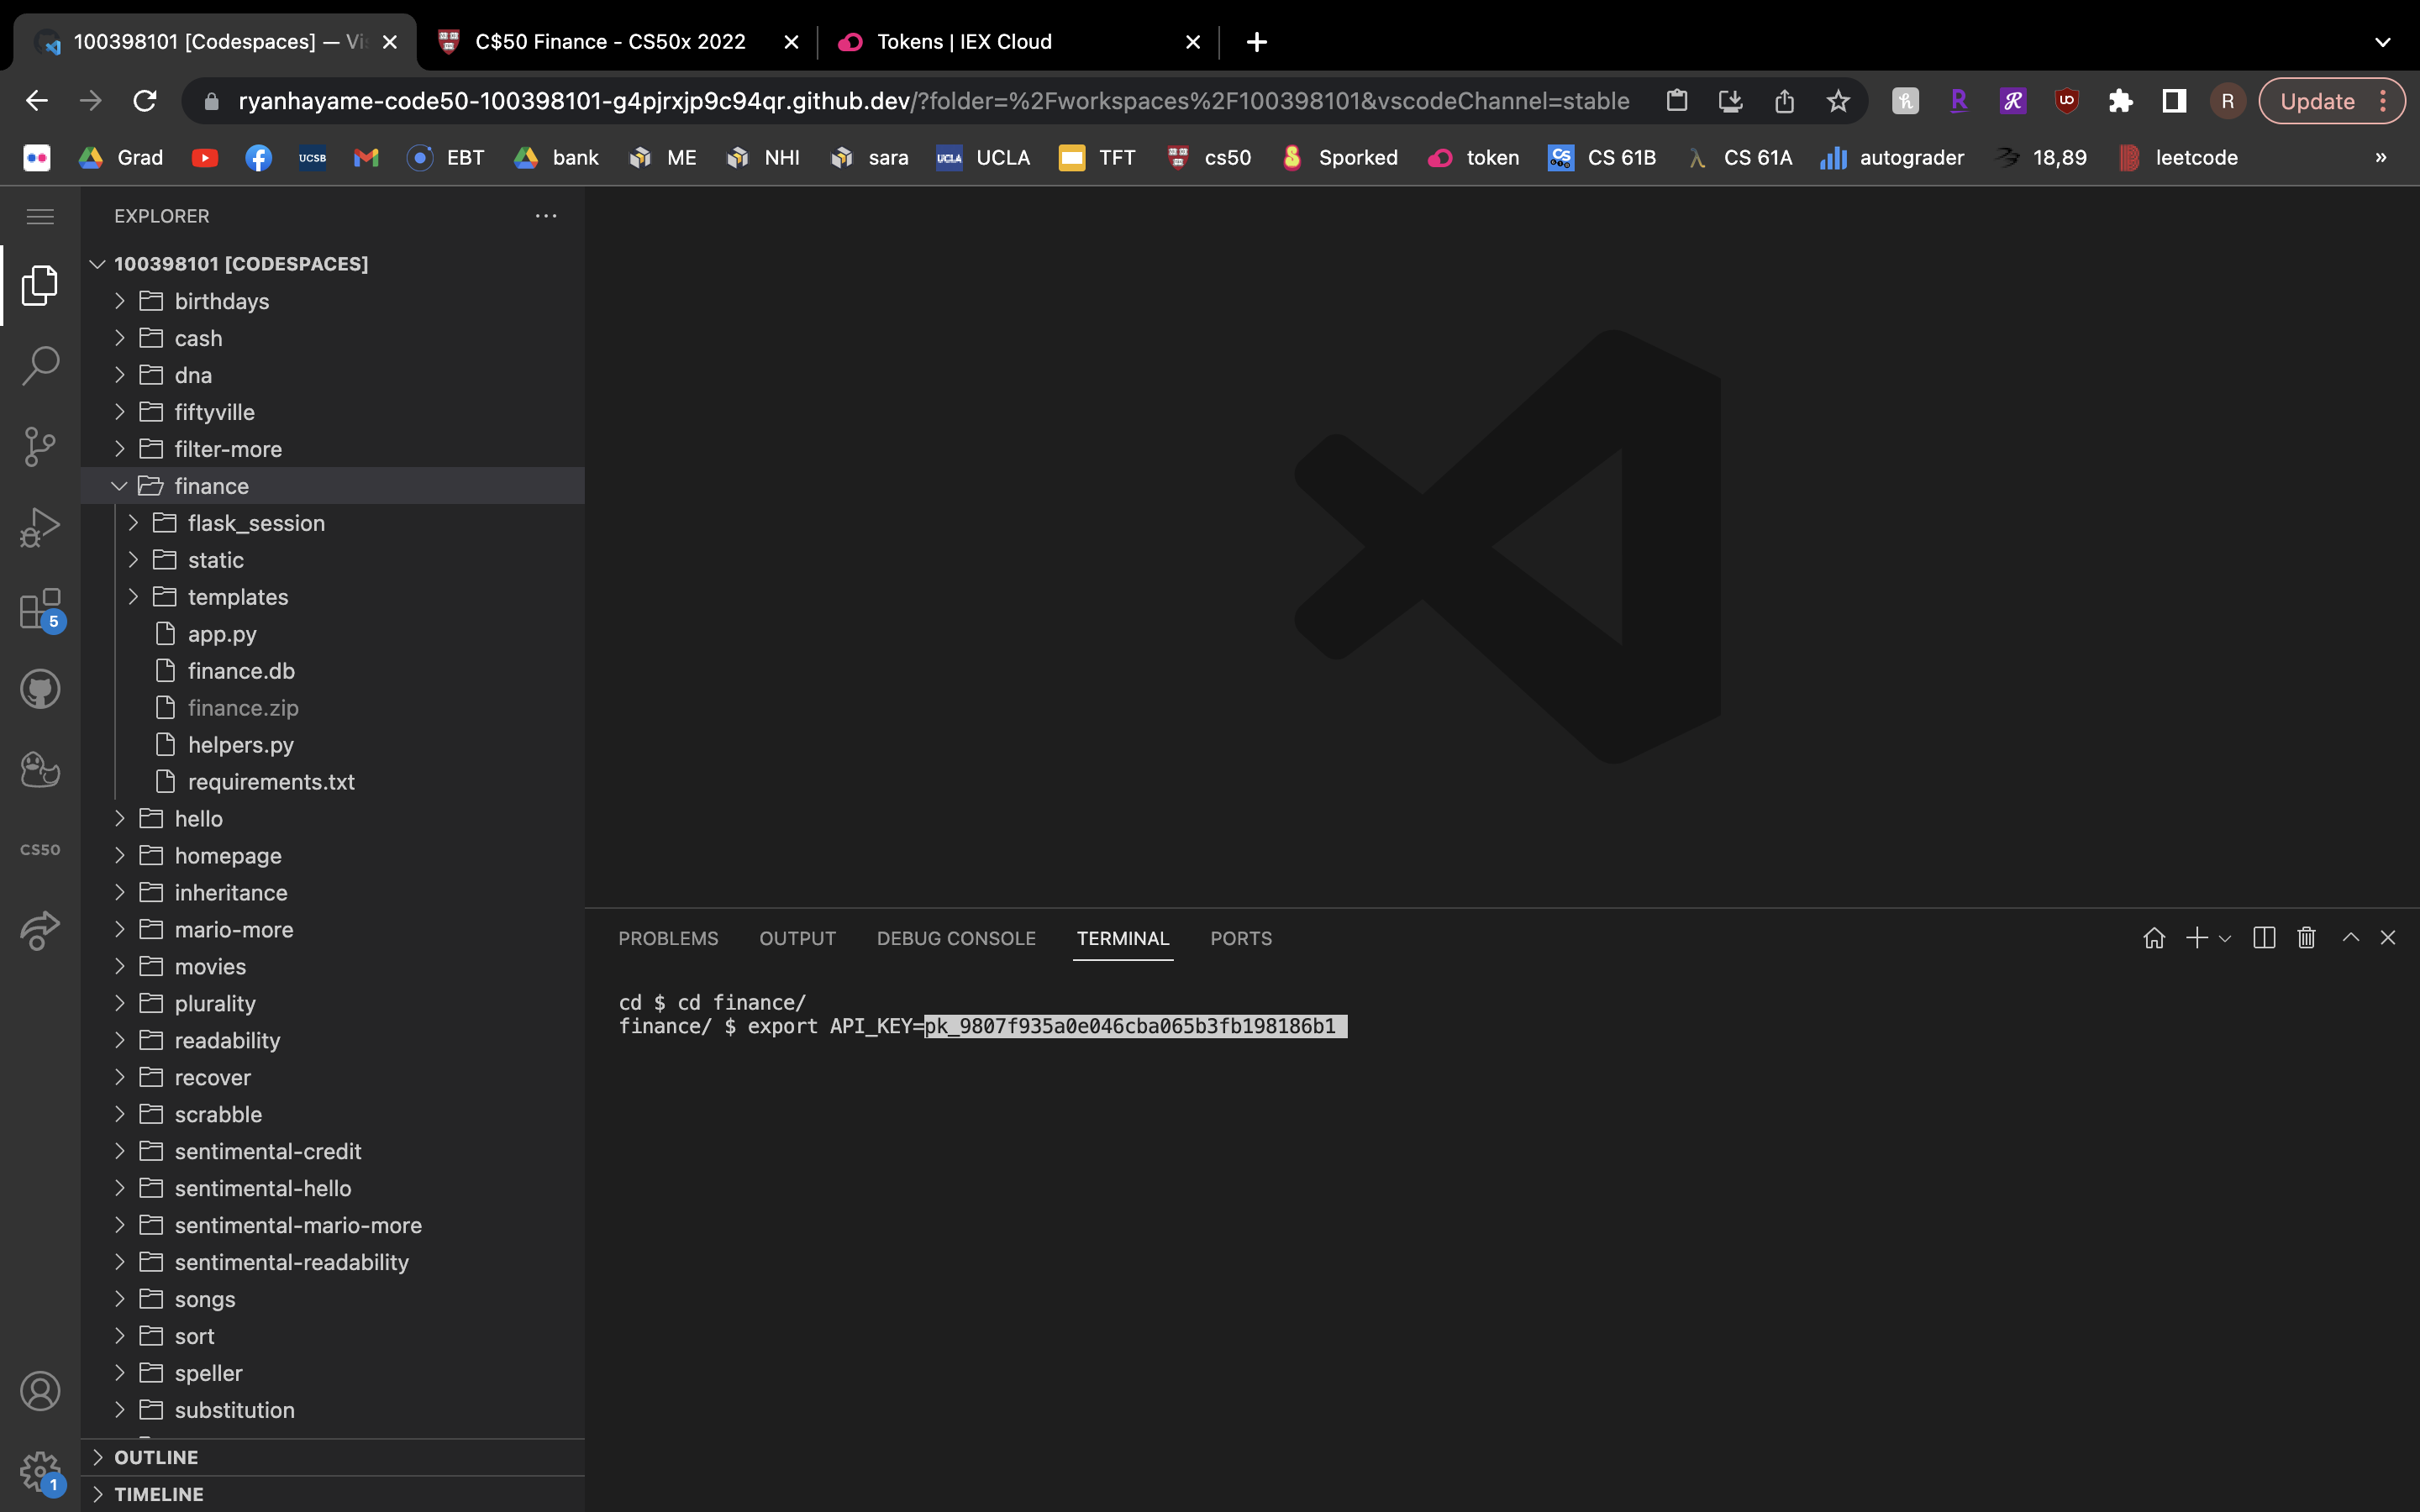 100398101 [Codespaces] — Vi
C$50 Finance - CS50x 2022
Tokens | IEX Cloud
ryanhayame-code50-100398101-g4pjrxjp9c94qr.github.dev/?folder=%2Fworkspaces%2F100398101&vscodeChannel=stable
R
Update
Grad
UCSB
EBT
bank
ME
NHI
sara
UCLA
UCLA
TFT
cs50
Sporked
token
CS 61B
CS 61A
autograder
18,89
leetcode
»
EXPLORER
100398101 [CODESPACES]
birthdays
cash
dna
fiftyville
filter-more
finance
flask_session
static
templates
app.py
finance.db
finance.zip
helpers.py
requirements.txt
hello
homepage
inheritance
mario-more
movies
plurality
readability
recover
scrabble
sentimental-credit
sentimental-hello
sentimental-mario-more
sentimental-readability
songs
sort
speller
substitution
OUTLINE
TIMELINE
5
CS50
1
PROBLEMS
OUTPUT
DEBUG CONSOLE
TERMINAL
PORTS
cd $ cd finance/
finance/ $ export API_KEY=pk_9807f935a0e046cba065b3fb198186b1